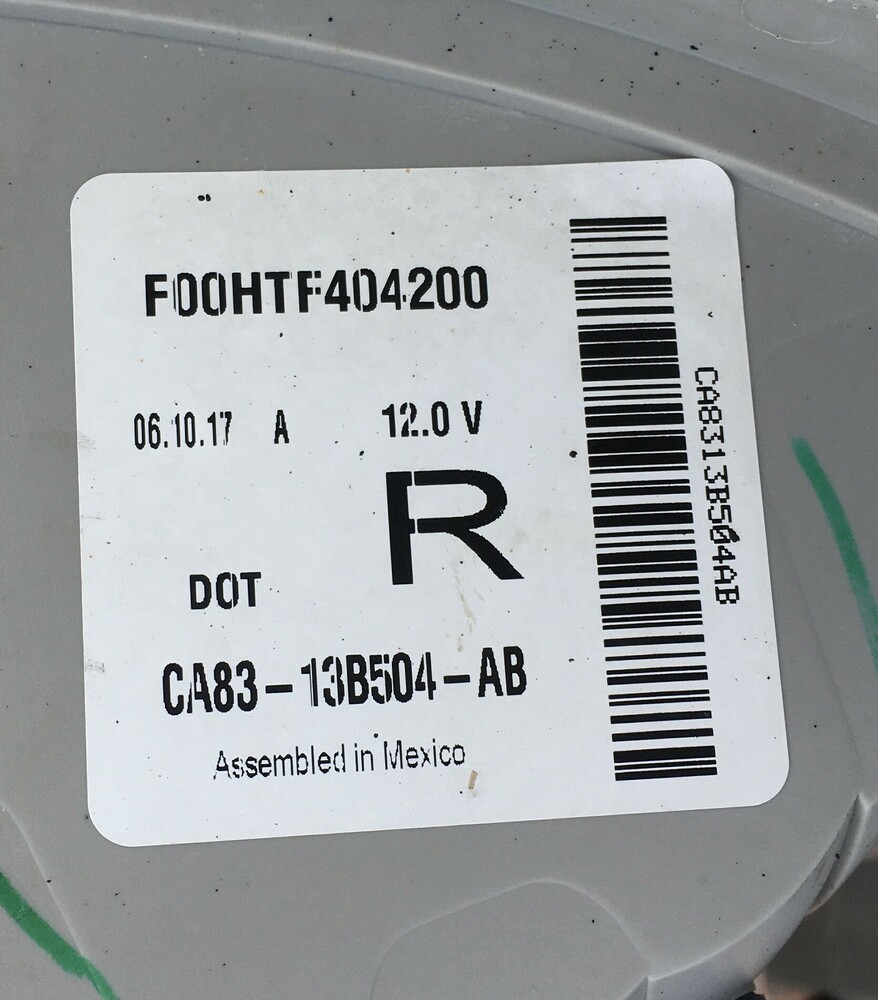 F00HTF404200
06.10.17 A 12.0 V
R
DOT
CA83-13B504-AB
Assembled in Mexico
CA8313B504AB